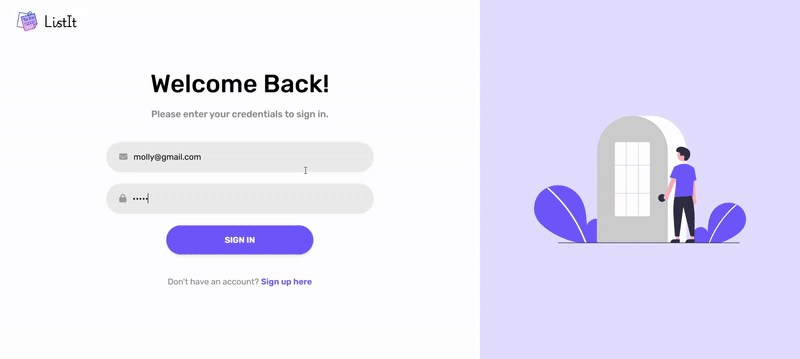 ListIt
Welcome Back!
Please enter your credentials to sign in.
molly@gmail.com
•••••
SIGN IN
Don't have an account? Sign up here